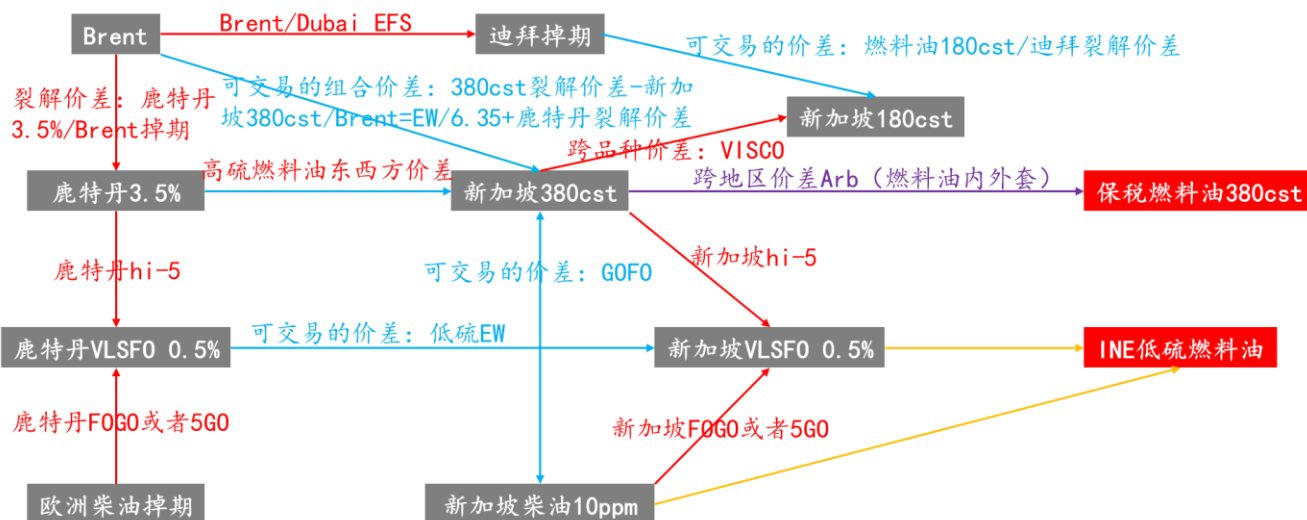 Brent/Dubai EFS
Brent
迪拜掉期
可交易的价差：燃料油180cst/迪拜裂解价差
裂解价差：鹿特丹
3.5%/Brent掉期
可交易的组合价差：380cst裂解价差-新加
坡380cst/Brent=EW/6.35+鹿特丹裂解价差
新加坡180cst
跨品种价差：VISCO
高硫燃料油东西方价差
跨地区价差Arb（燃料油内外套）
鹿特丹3.5%
新加坡380cst
保税燃料油380cst
鹿特丹hi-5
可交易的价差：GOFO
新加坡hi-5
可交易的价差：低硫EW
鹿特丹VLSFO 0.5%
新加坡VLSFO 0.5%
INE低硫燃料油
鹿特丹FOGO或者5GO
新加坡FOGO或者5GO
欧洲柴油掉期
新加坡柴油10ppm